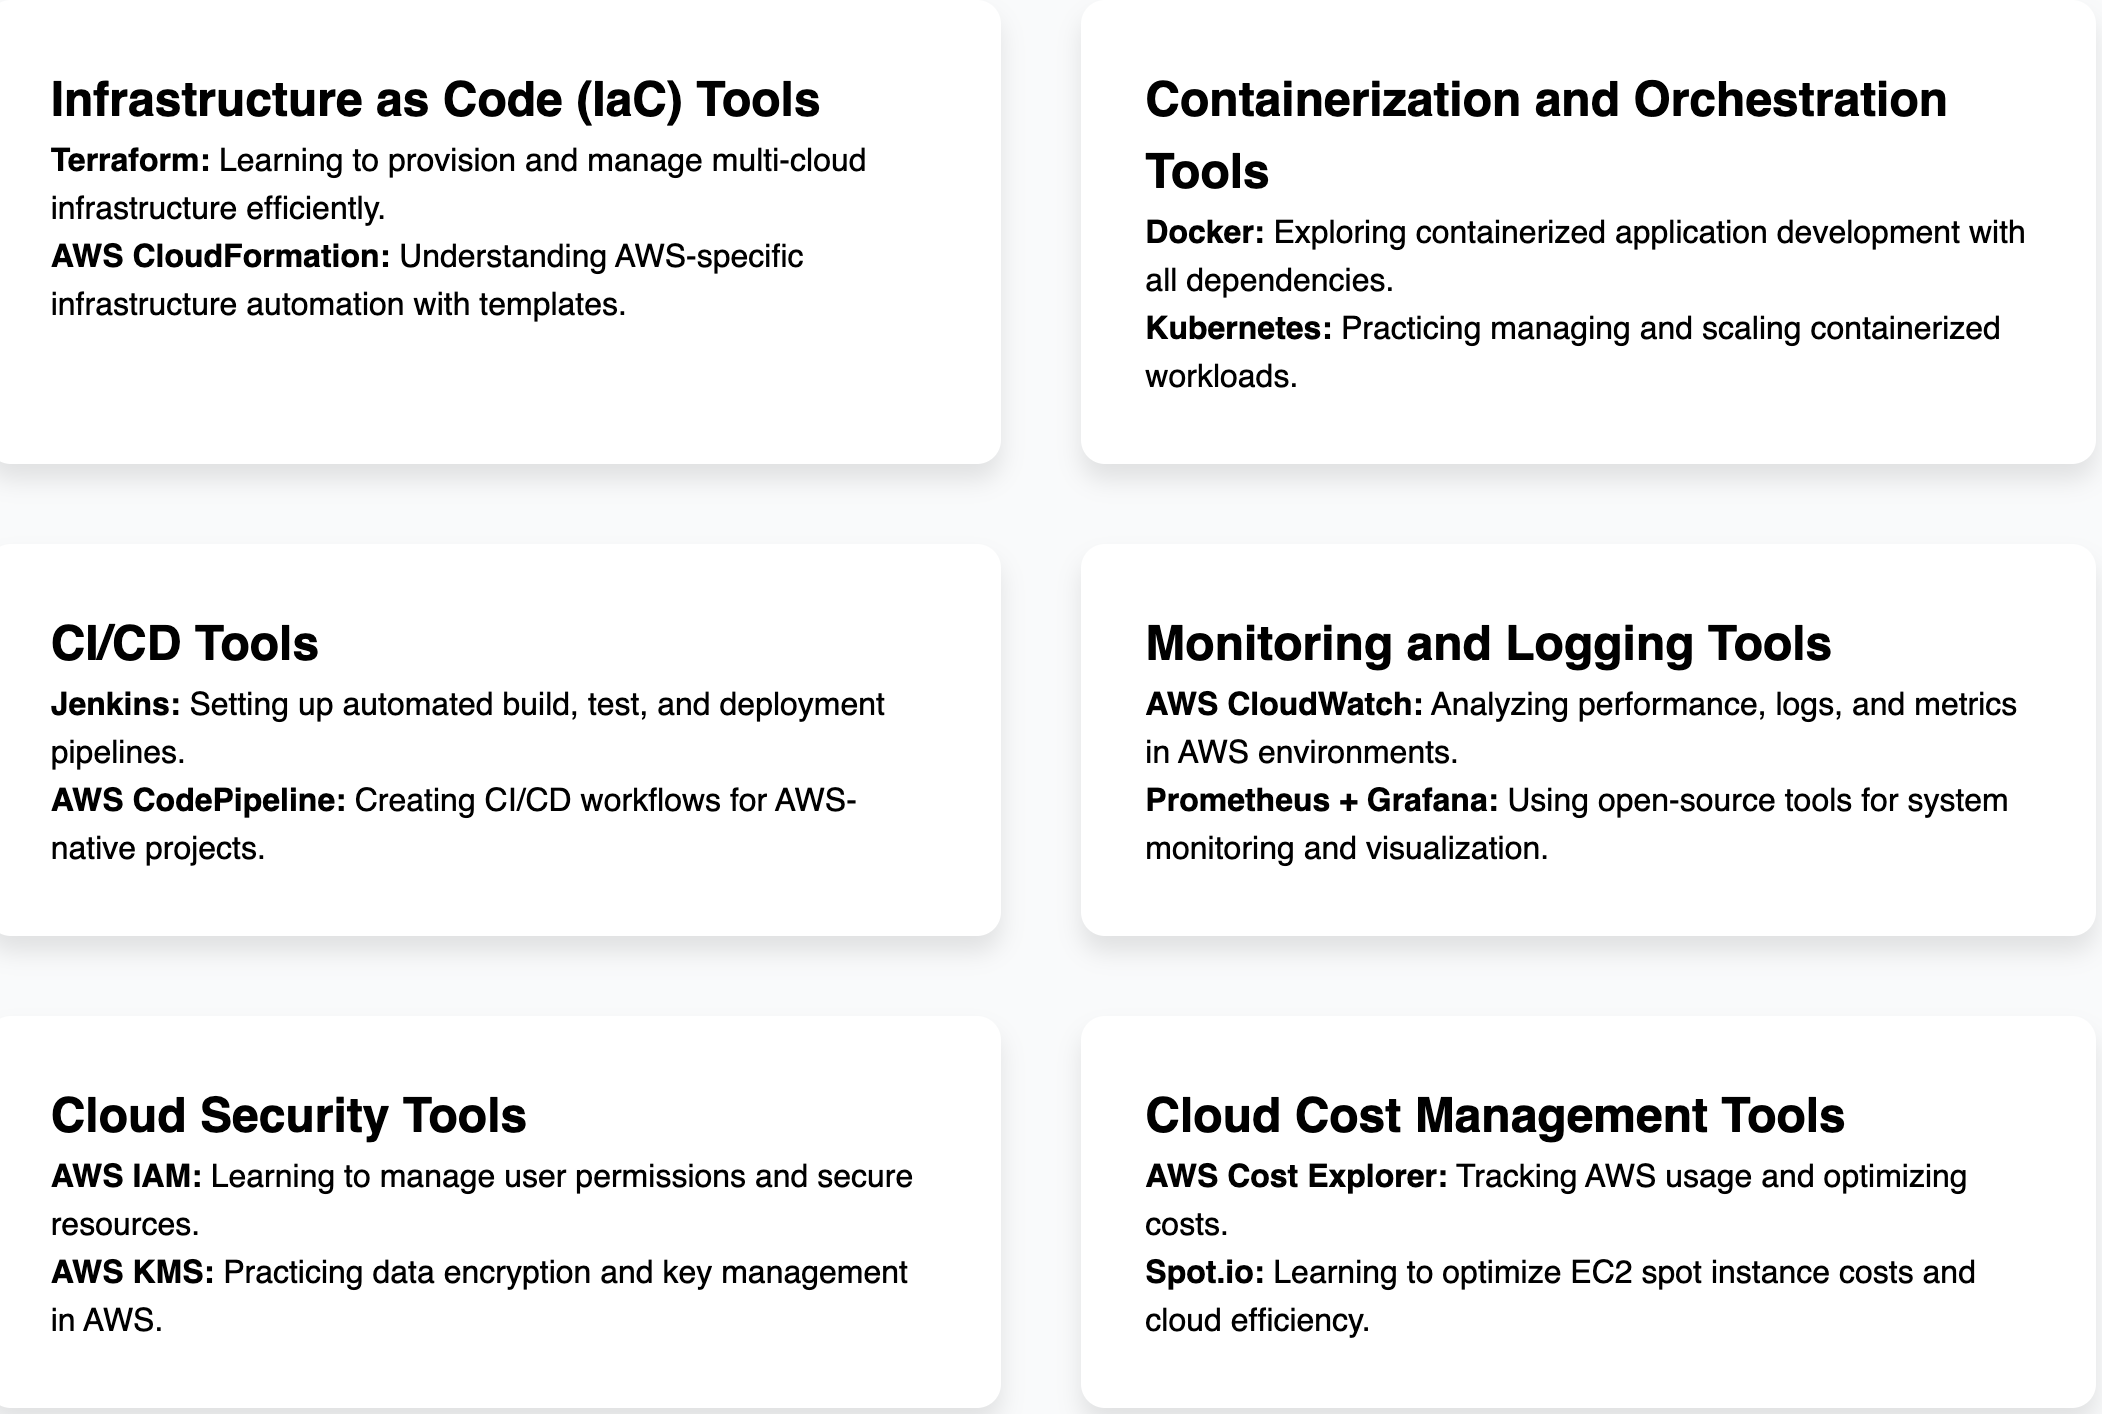 Infrastructure as Code (IaC) Tools
Terraform: Learning to provision and manage multi-cloud
infrastructure efficiently.
AWS CloudFormation: Understanding AWS-specific
infrastructure automation with templates.
Containerization and Orchestration
Tools
Docker: Exploring containerized application development with
all dependencies.
Kubernetes: Practicing managing and scaling containerized
workloads.
CI/CD Tools
Jenkins: Setting up automated build, test, and deployment
pipelines.
AWS CodePipeline: Creating CI/CD workflows for AWS-
native projects.
Monitoring and Logging Tools
AWS CloudWatch: Analyzing performance, logs, and metrics
in AWS environments.
Prometheus + Grafana: Using open-source tools for system
monitoring and visualization.
Cloud Security Tools
AWS IAM: Learning to manage user permissions and secure
resources.
AWS KMS: Practicing data encryption and key management
in AWS.
Cloud Cost Management Tools
AWS Cost Explorer: Tracking AWS usage and optimizing
costs.
Spot.io: Learning to optimize EC2 spot instance costs and
cloud efficiency.